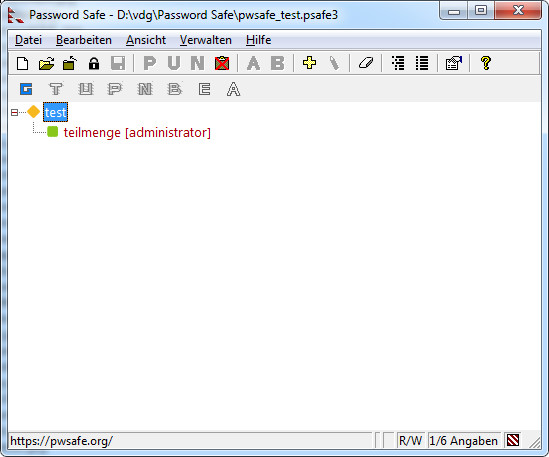 Password Safe - D:\vdg\Password Safe\pwsafe_test.psafe3
Datei Bearbeiten Ansicht Verwalten Hilfe
P U N A B ?
G T U P N B E A
test
teilmenge [administrator]
https://pwsafe.org/ R/W 1/6 Angaben